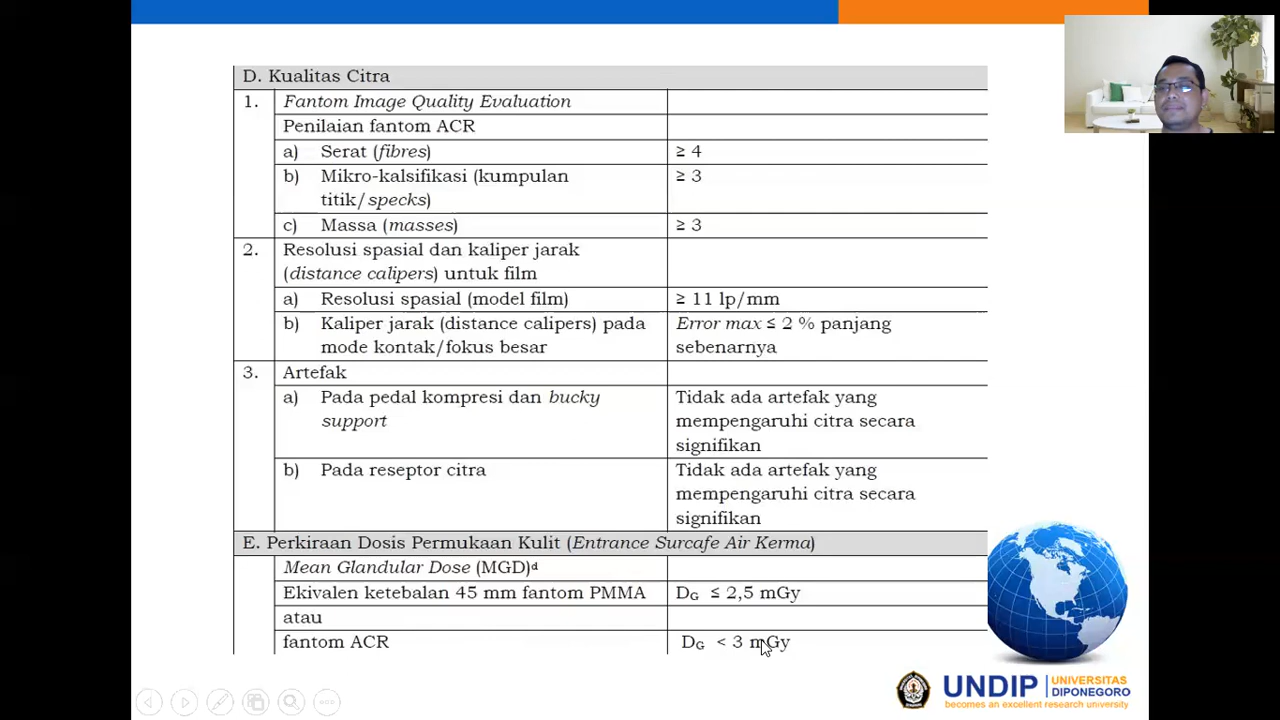 D. Kualitas Citra
1. Fantom Image Quality Evaluation
Penilaian fantom ACR
a) Serat (fibres) ≥ 4
b) Mikro-kalsifikasi (kumpulan titik/specks) ≥ 3
c) Massa (masses) ≥ 3
2. Resolusi spasial dan kaliper jarak
(distance calipers) untuk film
a) Resolusi spasial (model film) ≥ 11 lp/mm
b) Kaliper jarak (distance calipers) pada
mode kontak/fokus besar
Error max ≤ 2 % panjang
sebenarnya
3. Artefak
a) Pada pedal kompresi dan bucky
support
Tidak ada artefak yang
mempengaruhi citra secara
signifikan
b) Pada reseptor citra
Tidak ada artefak yang
mempengaruhi citra secara
signifikan
E. Perkiraan Dosis Permukaan Kulit (Entrance Surcafe Air Kerma)
Mean Glandular Dose (MGD)ᵈ
Ekivalen ketebalan 45 mm fantom PMMA DG ≤ 2,5 mGy
atau
fantom ACR DG < 3 mGy
UNDIP
UNIVERSITAS
DIPONEGORO
becomes an excellent research university